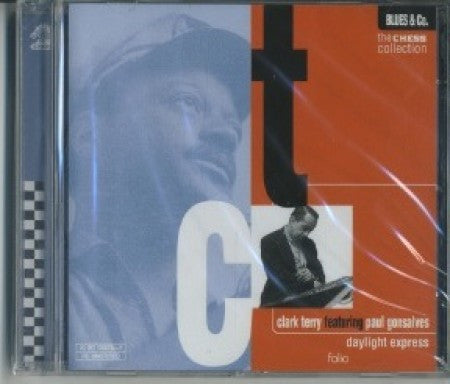 BLUES & Co.
the CHESS
collection
t
c
clark terry featuring paul gonsalves
daylight express
folio